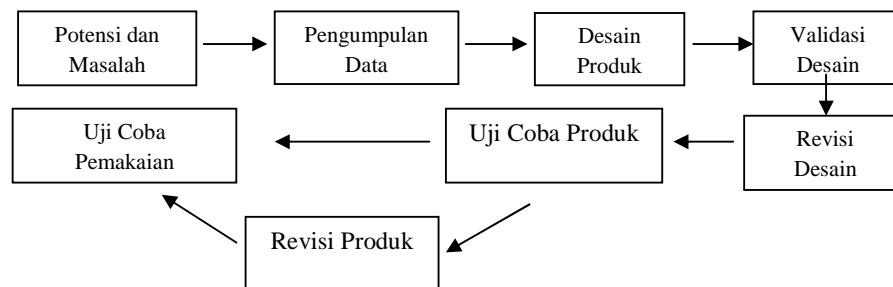 Potensi dan
Masalah
Pengumpulan
Data
Desain
Produk
Validasi
Desain
Uji Coba
Pemakaian
Uji Coba Produk
Revisi
Desain
Revisi Produk